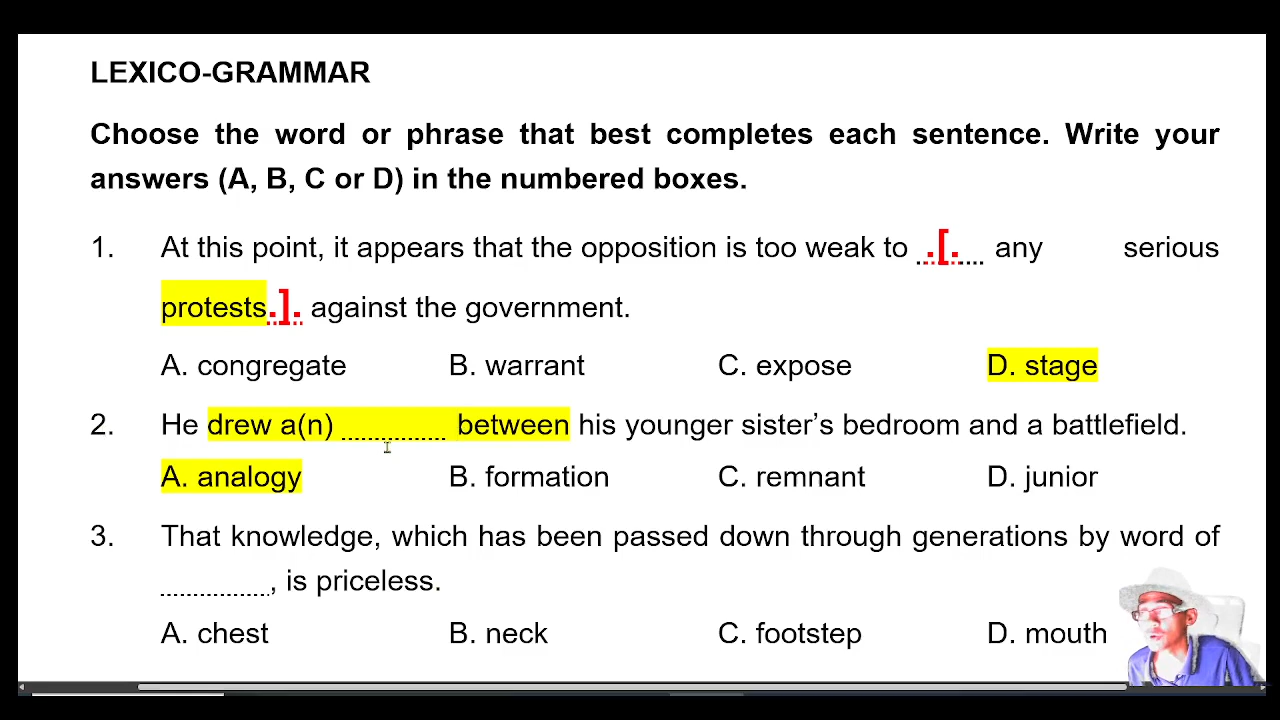 LEXICO-GRAMMAR
Choose the word or phrase that best completes each sentence. Write your
answers (A, B, C or D) in the numbered boxes.
1. At this point, it appears that the opposition is too weak to .[. any serious
protests.]. against the government.
A. congregate B. warrant C. expose D. stage
2. He drew a(n) ............. between his younger sister’s bedroom and a battlefield.
A. analogy B. formation C. remnant D. junior
3. That knowledge, which has been passed down through generations by word of
............., is priceless.
A. chest B. neck C. footstep D. mouth